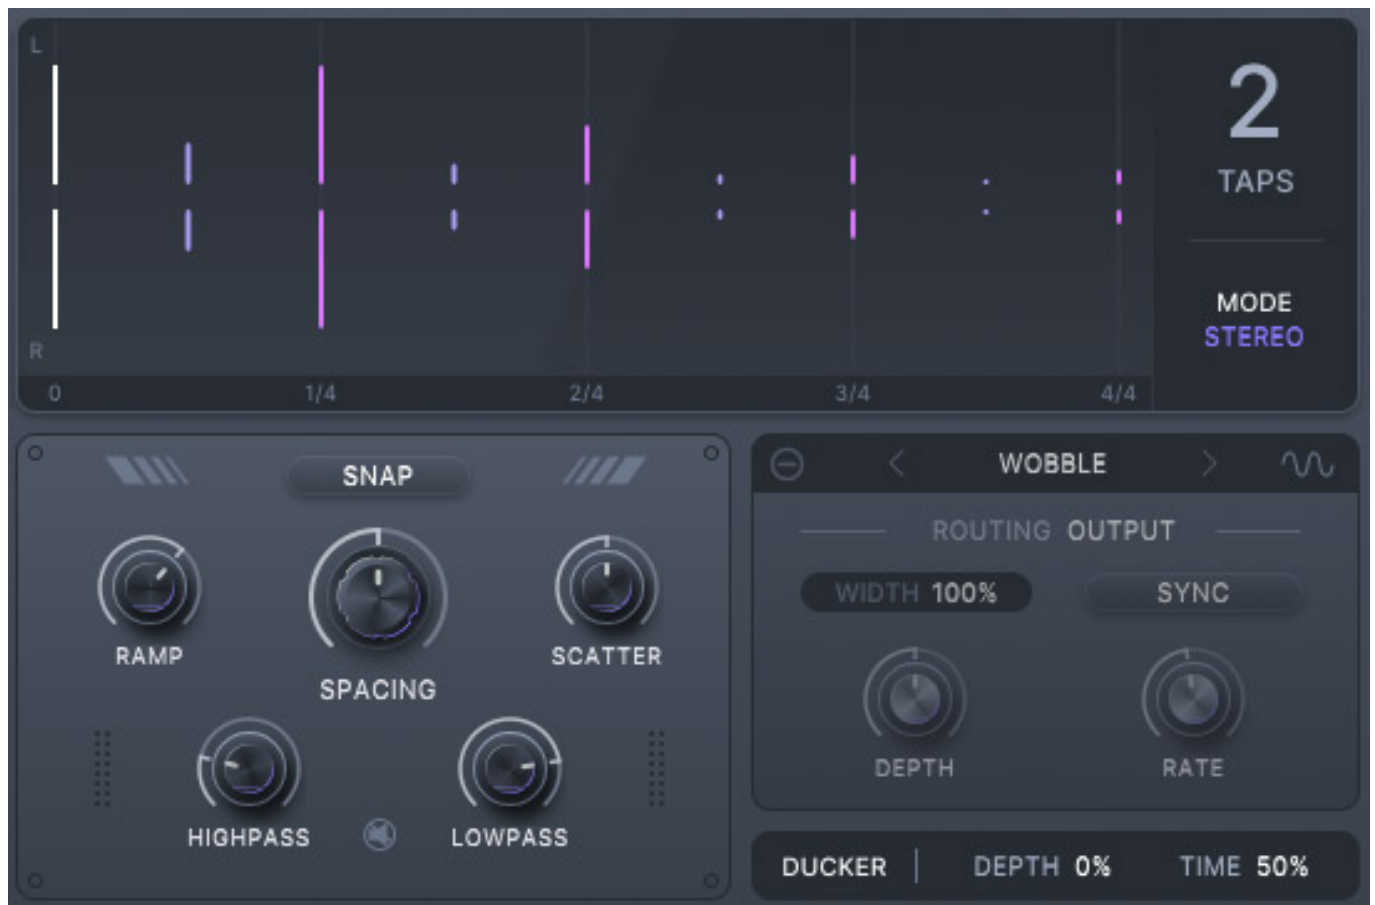 L
2
TAPS
MODE
STEREO
R
0 1/4 2/4 3/4 4/4
SNAP
RAMP
SPACING
SCATTER
HIGHPASS
LOWPASS
WOBBLE
ROUTING OUTPUT
WIDTH 100%
SYNC
DEPTH
RATE
DUCKER DEPTH 0% TIME 50%